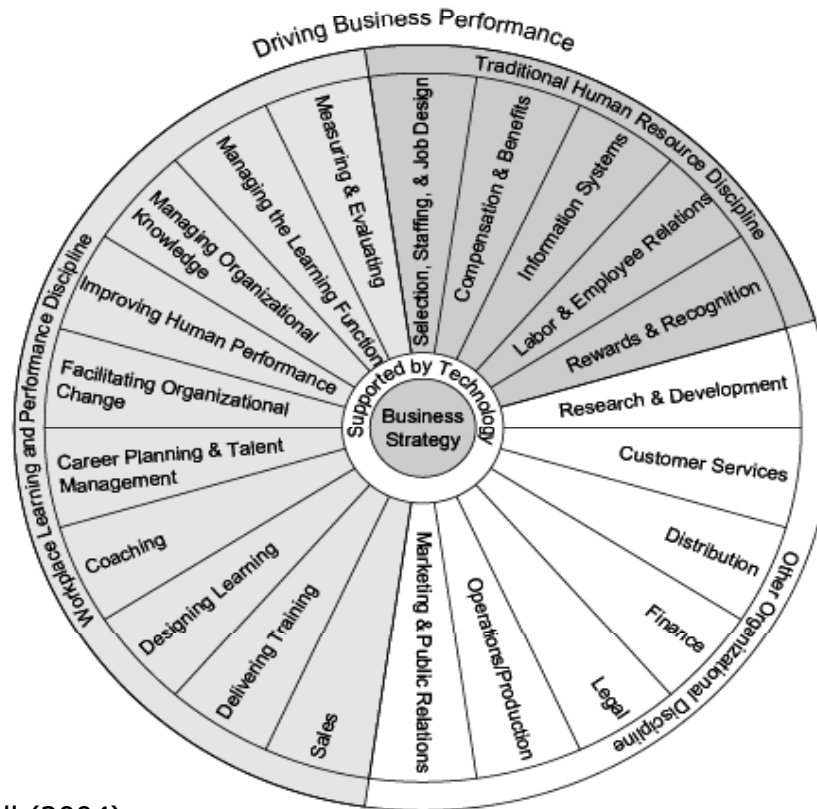 Driving Business Performance
Traditional Human Resource Discipline
Selection, Staffing, & Job Design
Compensation & Benefits
Information Systems
Labor & Employee Relations
Rewards & Recognition
Other Organizational Discipline
Research & Development
Customer Services
Distribution
Finance
Legal
Operations/Production
Marketing & Public Relations
Workplace Learning and Performance Discipline
Sales
Delivering Training
Designing Learning
Coaching
Career Planning & Talent
Management
Facilitating Organizational
Change
Improving Human Performance
Managing Organizational
Knowledge
Managing the Learning Function
Measuring & Evaluating
Supported by Technology
Business
Strategy